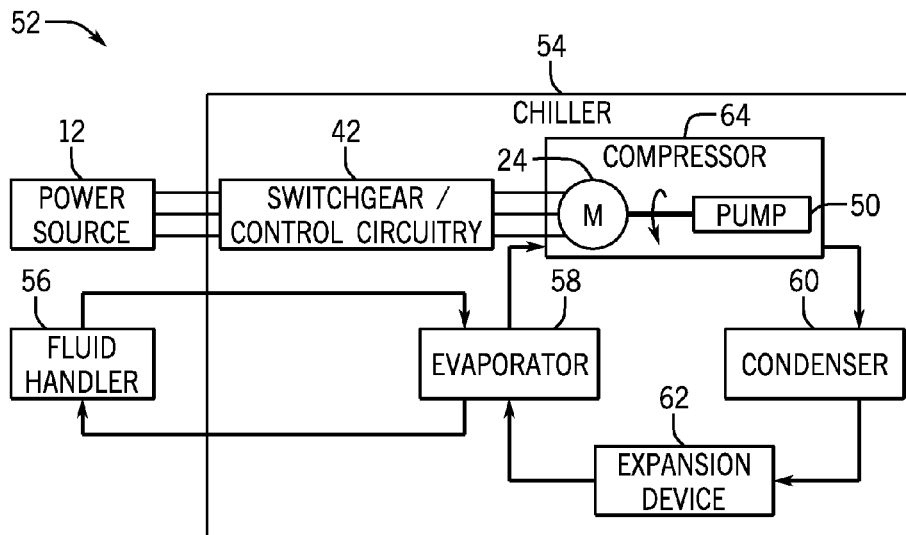 52
54
CHILLER
12
42
24
64
COMPRESSOR
POWER
SOURCE
SWITCHGEAR /
CONTROL CIRCUITRY
M
PUMP
50
56
58
60
FLUID
HANDLER
EVAPORATOR
CONDENSER
62
EXPANSION
DEVICE